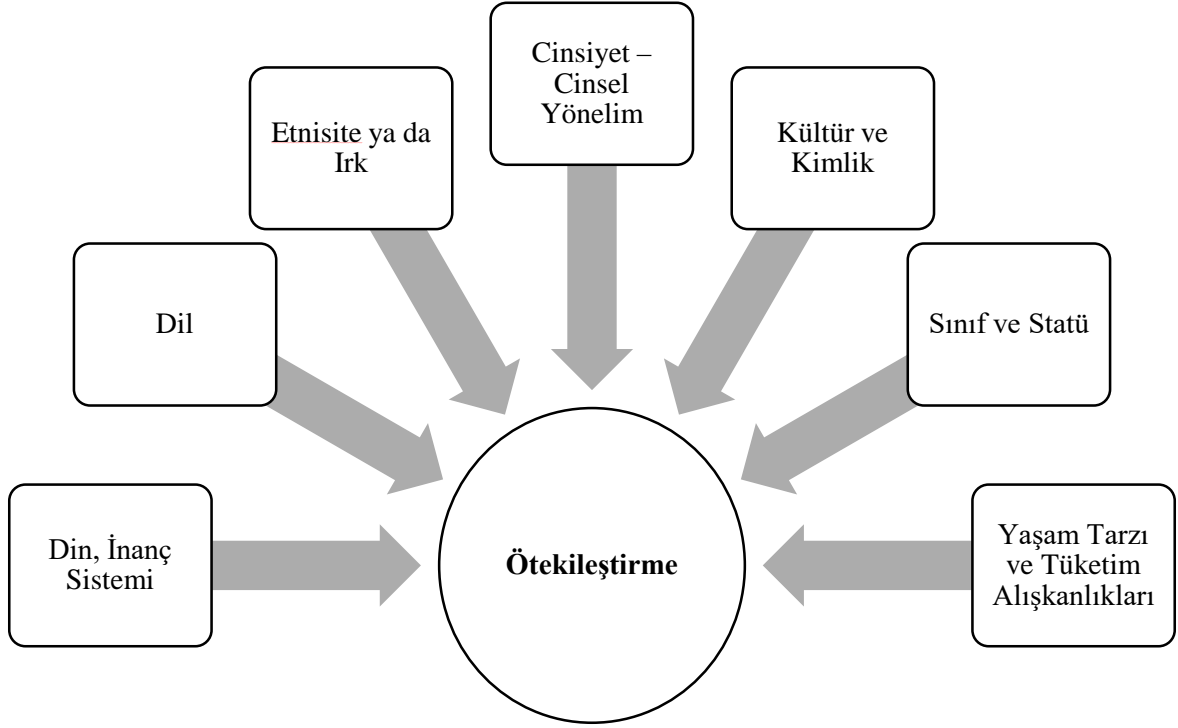 Cinsiyet –
Cinsel
Yönelim
Etnisite ya da
Irk
Kültür ve
Kimlik
Dil
Sınıf ve Statü
Din, İnanç
Sistemi
Ötekileştirme
Yaşam Tarzı
ve Tüketim
Alışkanlıkları